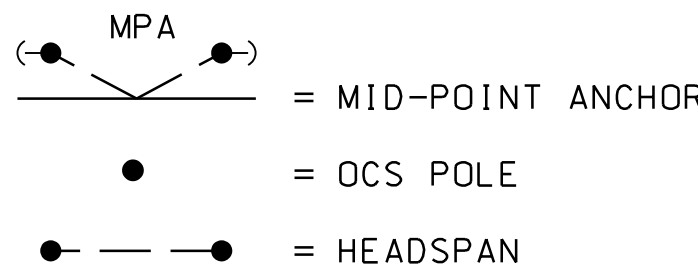 MPA
= MID-POINT ANCHOR
= OCS POLE
= HEADSPAN